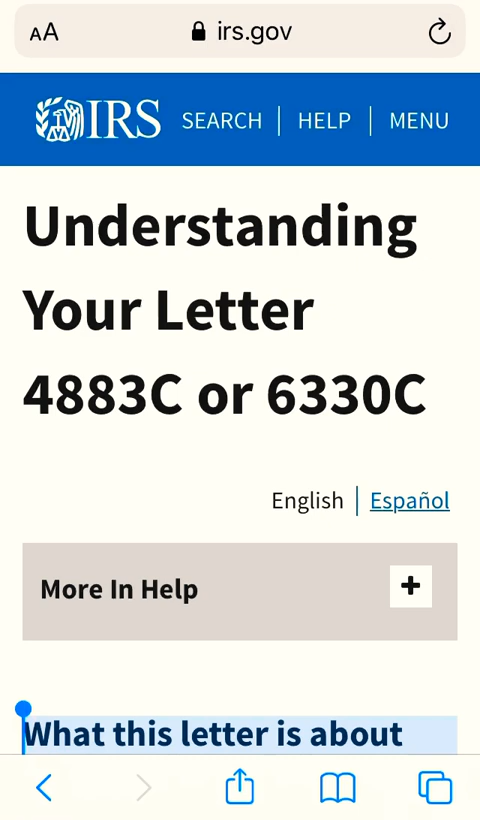 AA irs.gov
IRS SEARCH | HELP | MENU
Understanding
Your Letter
4883C or 6330C
English | Español
More In Help +
What this letter is about